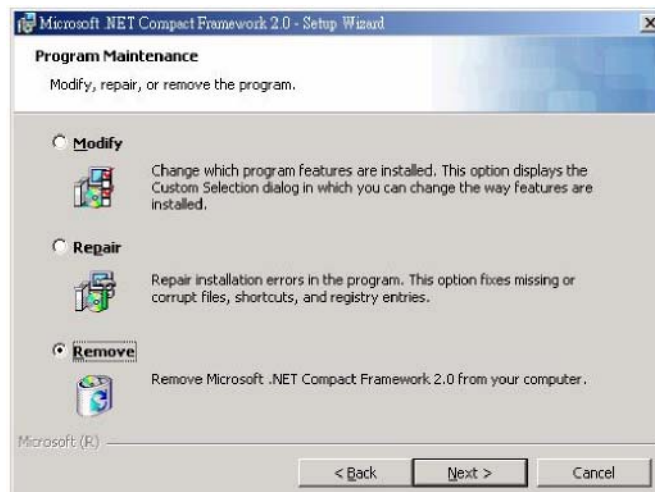 Microsoft .NET Compact Framework 2.0 - Setup Wizard
Program Maintenance
Modify, repair, or remove the program.
Modify
Change which program features are installed. This option displays the
Custom Selection dialog in which you can change the way features are
installed.
Repair
Repair installation errors in the program. This option fixes missing or
corrupt files, shortcuts, and registry entries.
Remove
Remove Microsoft .NET Compact Framework 2.0 from your computer.
Microsoft (R)
< Back
Next >
Cancel